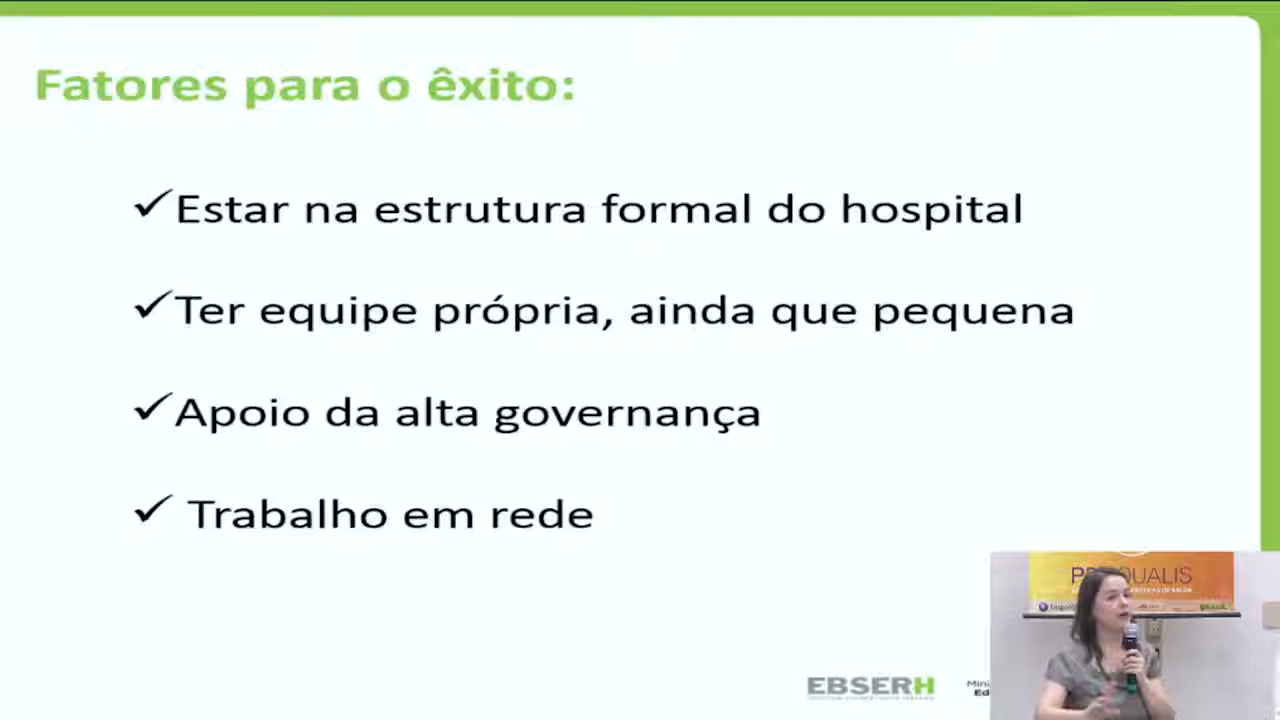 Fatores para o êxito:
✓Estar na estrutura formal do hospital
✓Ter equipe própria, ainda que pequena
✓Apoio da alta governança
✓ Trabalho em rede
EBSERH